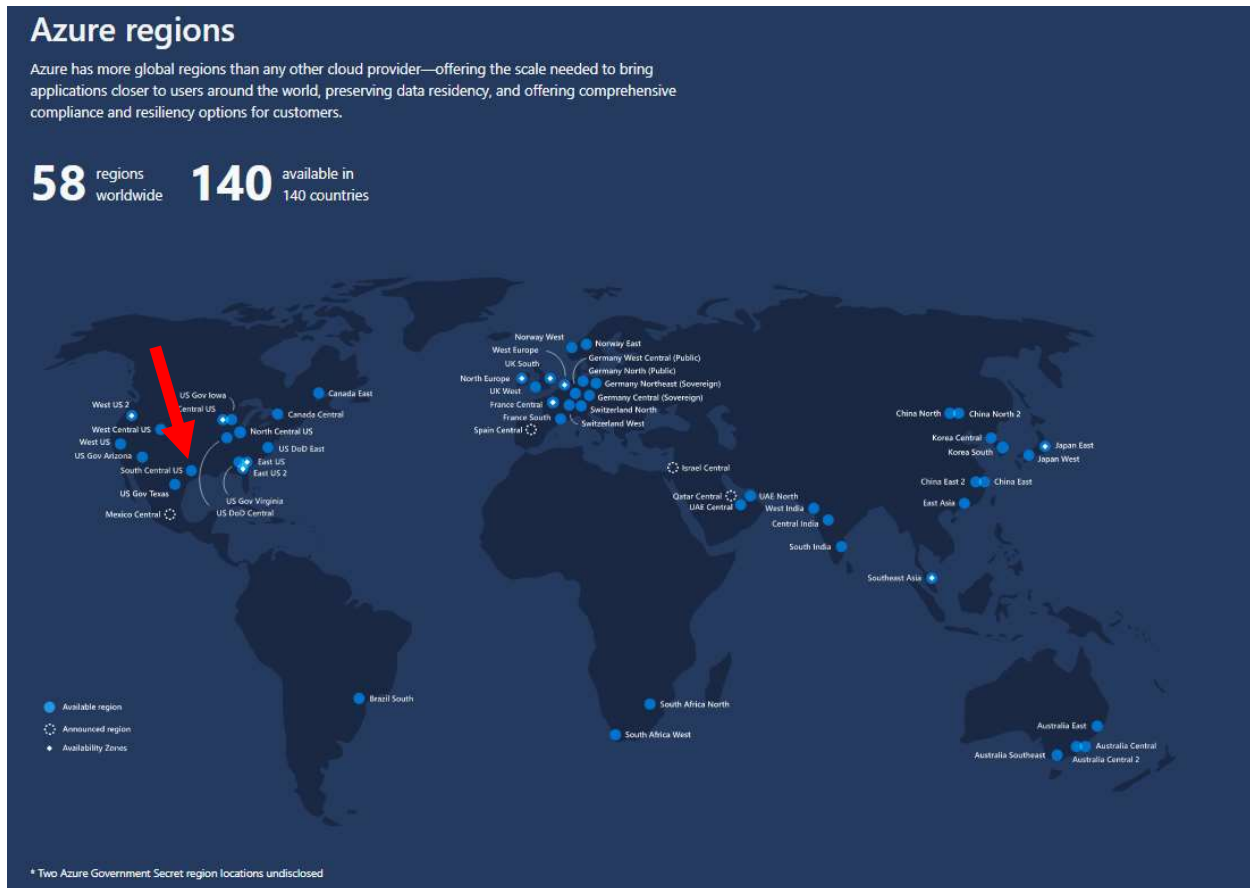 Azure regions
Azure has more global regions than any other cloud provider—offering the scale needed to bring
applications closer to users around the world, preserving data residency, and offering comprehensive
compliance and resiliency options for customers.
58 regions worldwide
140 available in 140 countries
Norway West
Norway East
West Europe
Germany West Central (Public)
UK South
Germany North (Public)
North Europe
Germany Northeast (Sovereign)
UK West
Germany Central (Sovereign)
France Central
Switzerland North
France South
Switzerland West
Spain Central
US Gov Iowa
Canada East
West US 2
Central US
Canada Central
West Central US
North Central US
West US
US DoD East
US Gov Arizona
East US
South Central US
East US 2
US Gov Texas
US Gov Virginia
Mexico Central
US DoD Central
China North
China North 2
Korea Central
Japan East
Korea South
Japan West
Israel Central
China East 2
China East
Qatar Central
UAE North
UAE Central
West India
East Asia
Central India
South India
Southeast Asia
Brazil South
South Africa North
South Africa West
Australia East
Australia Central
Australia Southeast
Australia Central 2
Available region
Announced region
Availability Zones
* Two Azure Government Secret region locations undisclosed